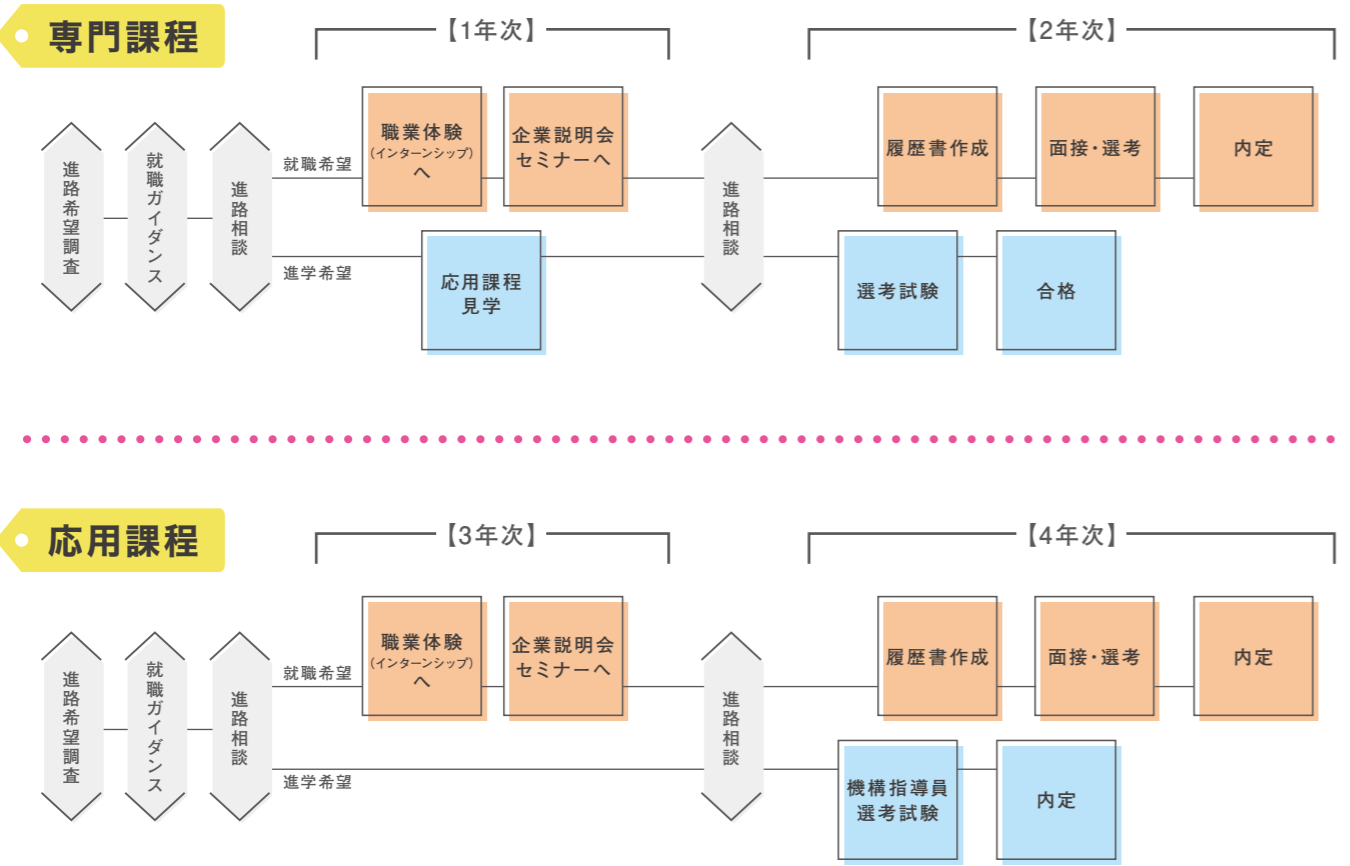 専門課程
【1年次】
【2年次】
進路希望調査
就職ガイダンス
進路相談
就職希望
職業体験
(インターンシップ)
へ
企業説明会
セミナーへ
進学希望
応用課程
見学
進路相談
履歴書作成
面接・選考
内定
選考試験
合格
応用課程
【3年次】
【4年次】
進路希望調査
就職ガイダンス
進路相談
就職希望
職業体験
(インターンシップ)
へ
企業説明会
セミナーへ
進学希望
進路相談
履歴書作成
面接・選考
内定
機構指導員
選考試験
内定